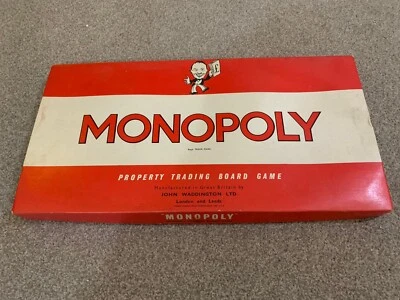 £
MONOPOLY
PROPERTY TRADING BOARD GAME
Manufactured in Great Britain by
JOHN WADDINGTON LTD.
London and Leeds
MONOPOLY